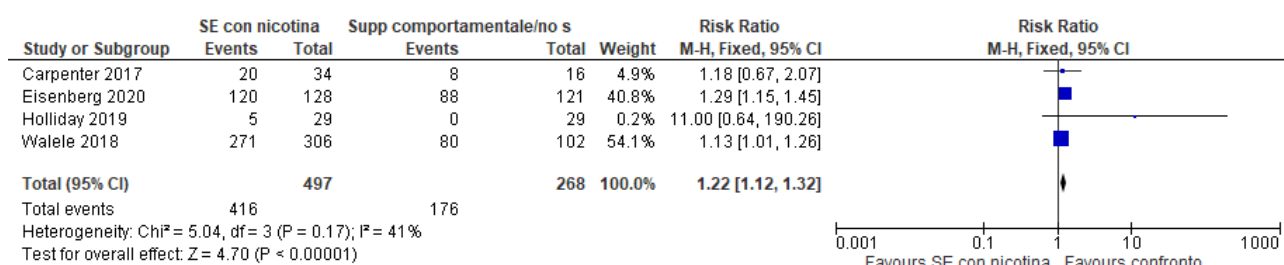 SE con nicotina Supp comportamentale/no s Risk Ratio Risk Ratio
Study or Subgroup Events Total Events Total Weight M-H, Fixed, 95% CI M-H, Fixed, 95% CI
Carpenter 2017 20 34 8 16 4.9% 1.18 [0.67, 2.07]
Eisenberg 2020 120 128 88 121 40.8% 1.29 [1.15, 1.45]
Holliday 2019 5 29 0 29 0.2% 11.00 [0.64, 190.26]
Walele 2018 271 306 80 102 54.1% 1.13 [1.01, 1.26]
Total (95% CI) 497 268 100.0% 1.22 [1.12, 1.32]
Total events 416 176
Heterogeneity: Chi² = 5.04, df = 3 (P = 0.17); I² = 41%
Test for overall effect: Z = 4.70 (P < 0.00001)
0.001 0.1 1 10 1000
Favours SE con nicotina Favours confronto